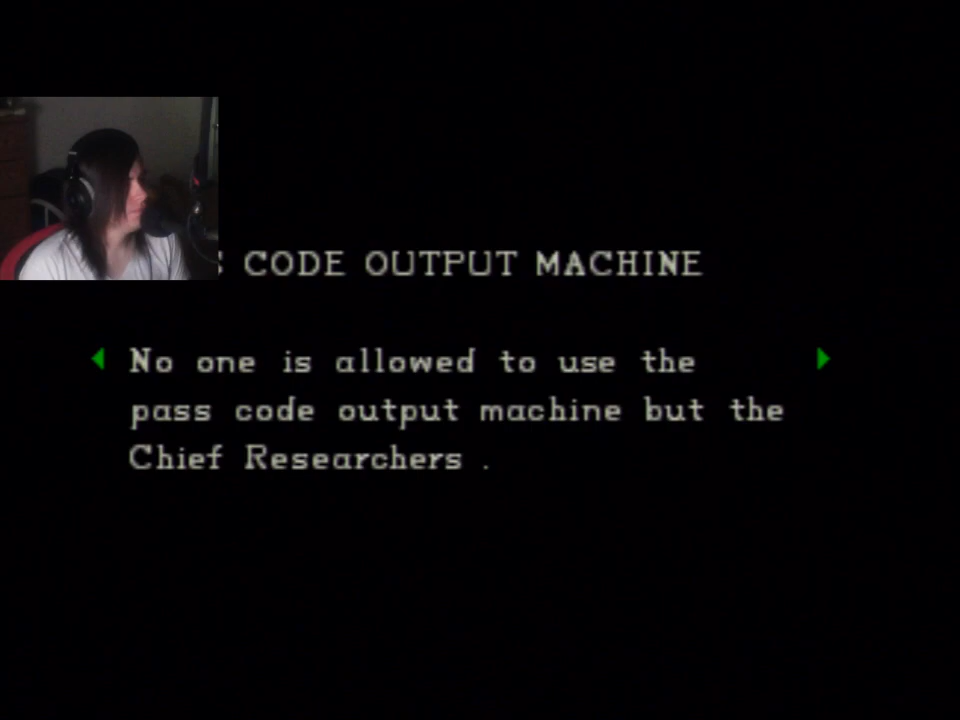 CODE OUTPUT MACHINE
No one is allowed to use the
pass code output machine but the
Chief Researchers .